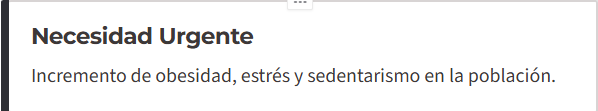 Necesidad Urgente
Incremento de obesidad, estrés y sedentarismo en la población.